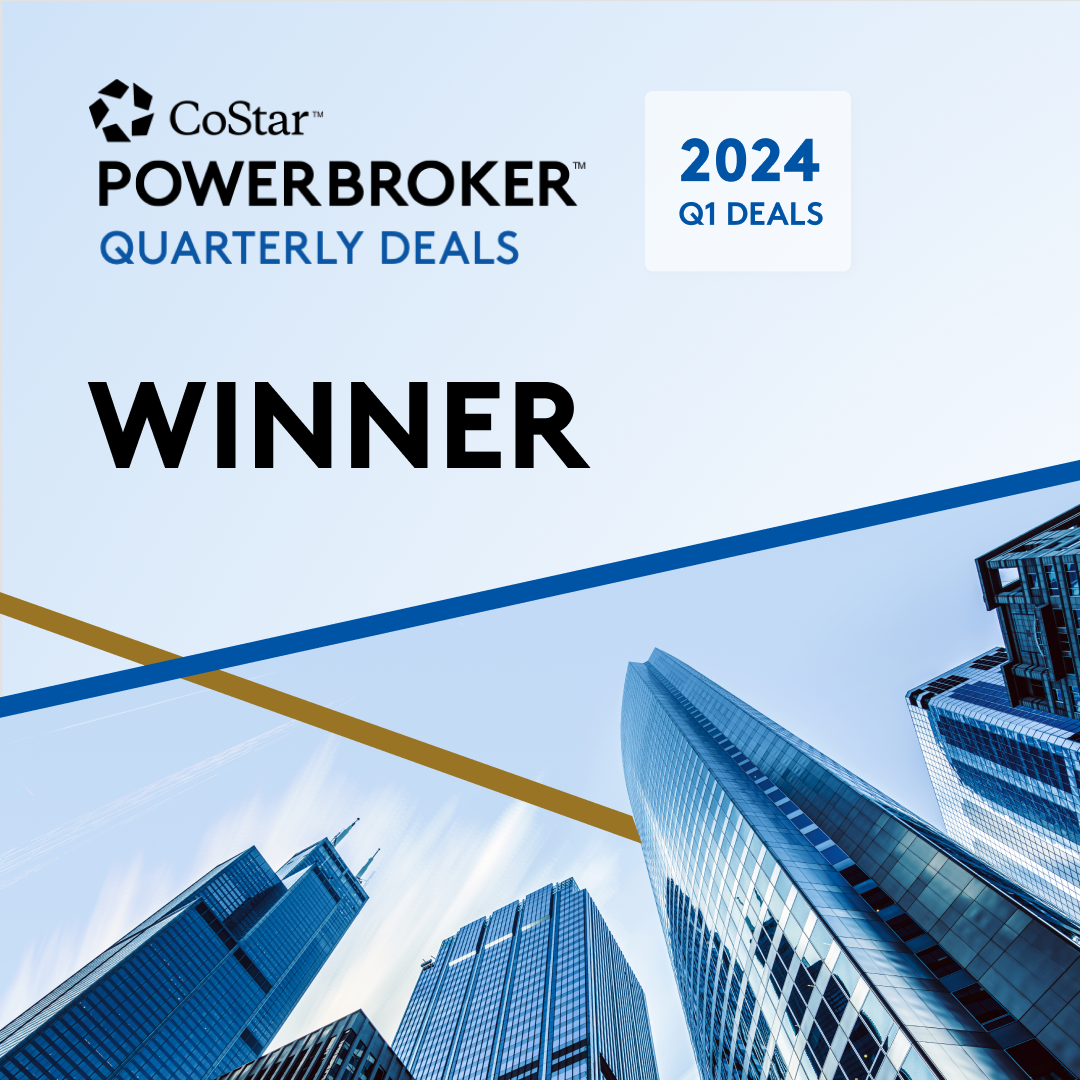 CoStar™
POWERBROKER™
QUARTERLY DEALS
2024
Q1 DEALS
WINNER